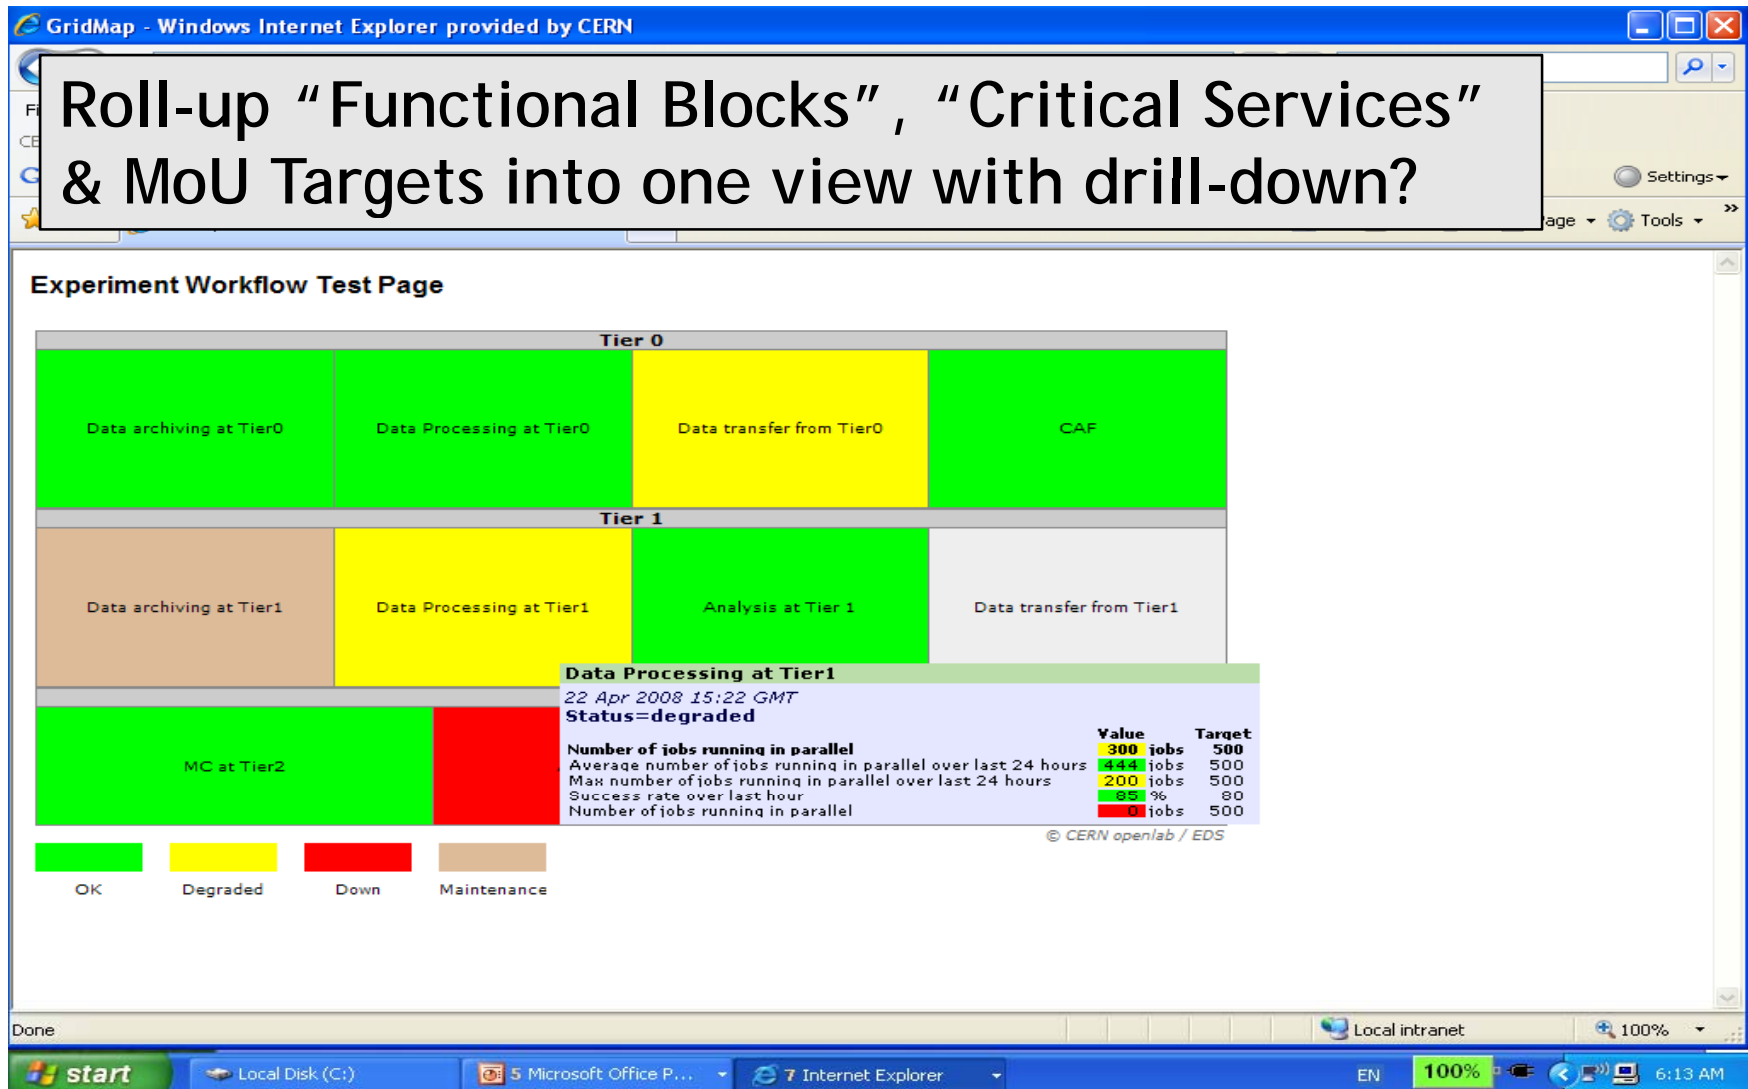 GridMap - Windows Internet Explorer provided by CERN
Roll-up “Functional Blocks”, “Critical Services”
& MoU Targets into one view with drill-down?
Settings
Tools
Experiment Workflow Test Page
Tier 0
Data archiving at Tier0
Data Processing at Tier0
Data transfer from Tier0
CAF
Tier 1
Data archiving at Tier1
Data Processing at Tier1
Analysis at Tier 1
Data transfer from Tier1
Data Processing at Tier1
22 Apr 2008 15:22 GMT
Status=degraded
Value Target
Number of jobs running in parallel 300 jobs 500
Average number of jobs running in parallel over last 24 hours 444 jobs 500
Max number of jobs running in parallel over last 24 hours 200 jobs 500
Success rate over last hour 85 % 80
Number of jobs running in parallel 0 jobs 500
MC at Tier2
© CERN openlab / EDS
OK Degraded Down Maintenance
Done Local intranet 100%
start Local Disk (C:) 5 Microsoft Office P... 7 Internet Explorer EN 100% 6:13 AM